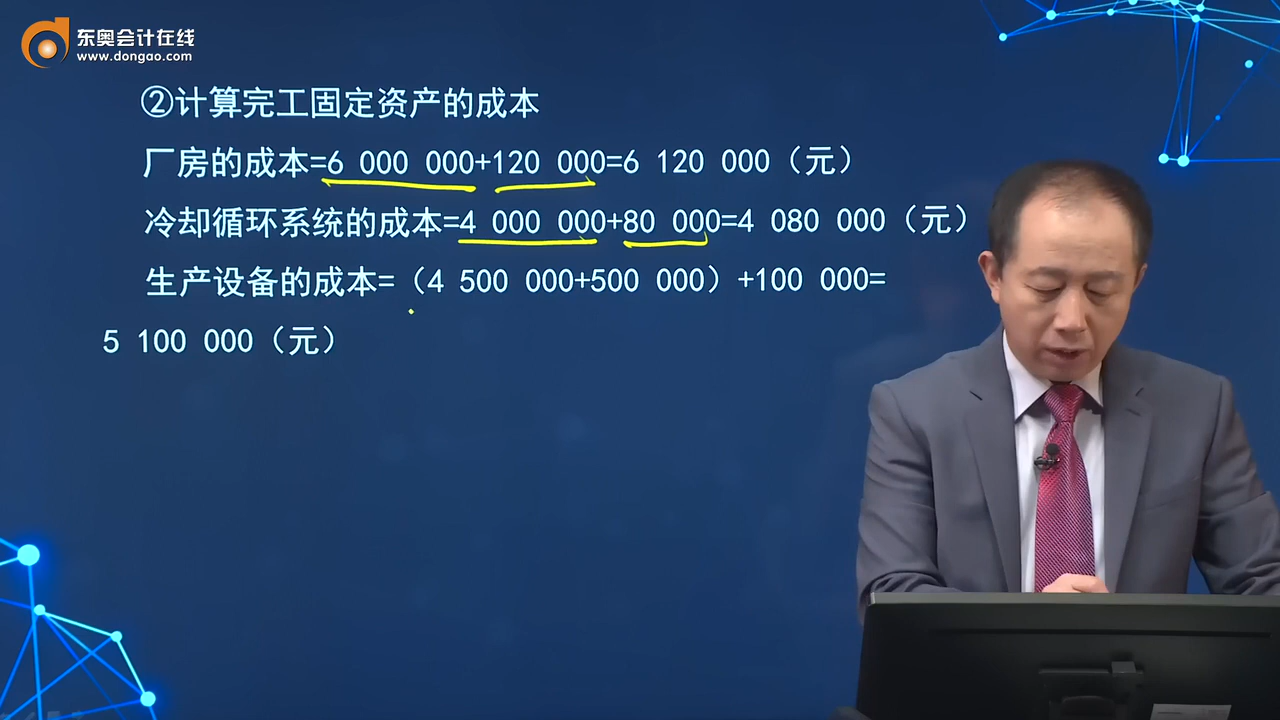 东奥会计在线
www.dongao.com
②计算完工固定资产的成本
厂房的成本=6 000 000+120 000=6 120 000（元）
冷却循环系统的成本=4 000 000+80 000=4 080 000（元）
生产设备的成本=（4 500 000+500 000）+100 000=
5 100 000（元）